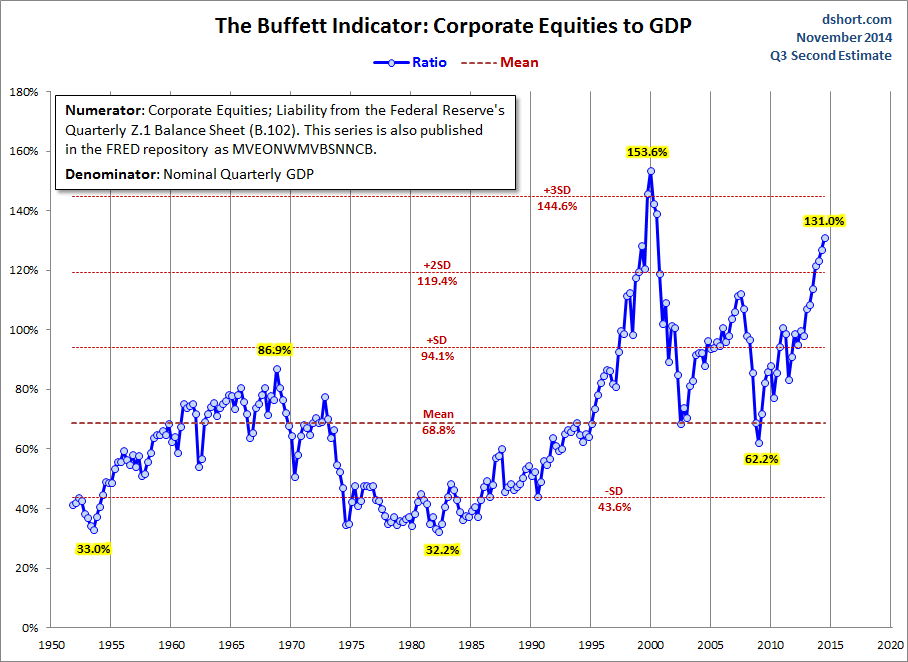 The Buffett Indicator: Corporate Equities to GDP
dshort.com
November 2014
Q3 Second Estimate
Ratio
Mean
180%
160%
140%
120%
100%
80%
60%
40%
20%
0%
Numerator: Corporate Equities; Liability from the Federal Reserve's
Quarterly Z.1 Balance Sheet (B.102). This series is also published
in the FRED repository as MVEONWMVBSNNCB.
Denominator: Nominal Quarterly GDP
153.6%
+3SD
144.6%
131.0%
+2SD
119.4%
+SD
94.1%
86.9%
Mean
68.8%
62.2%
-SD
43.6%
33.0%
32.2%
1950
1955
1960
1965
1970
1975
1980
1985
1990
1995
2000
2005
2010
2015
2020